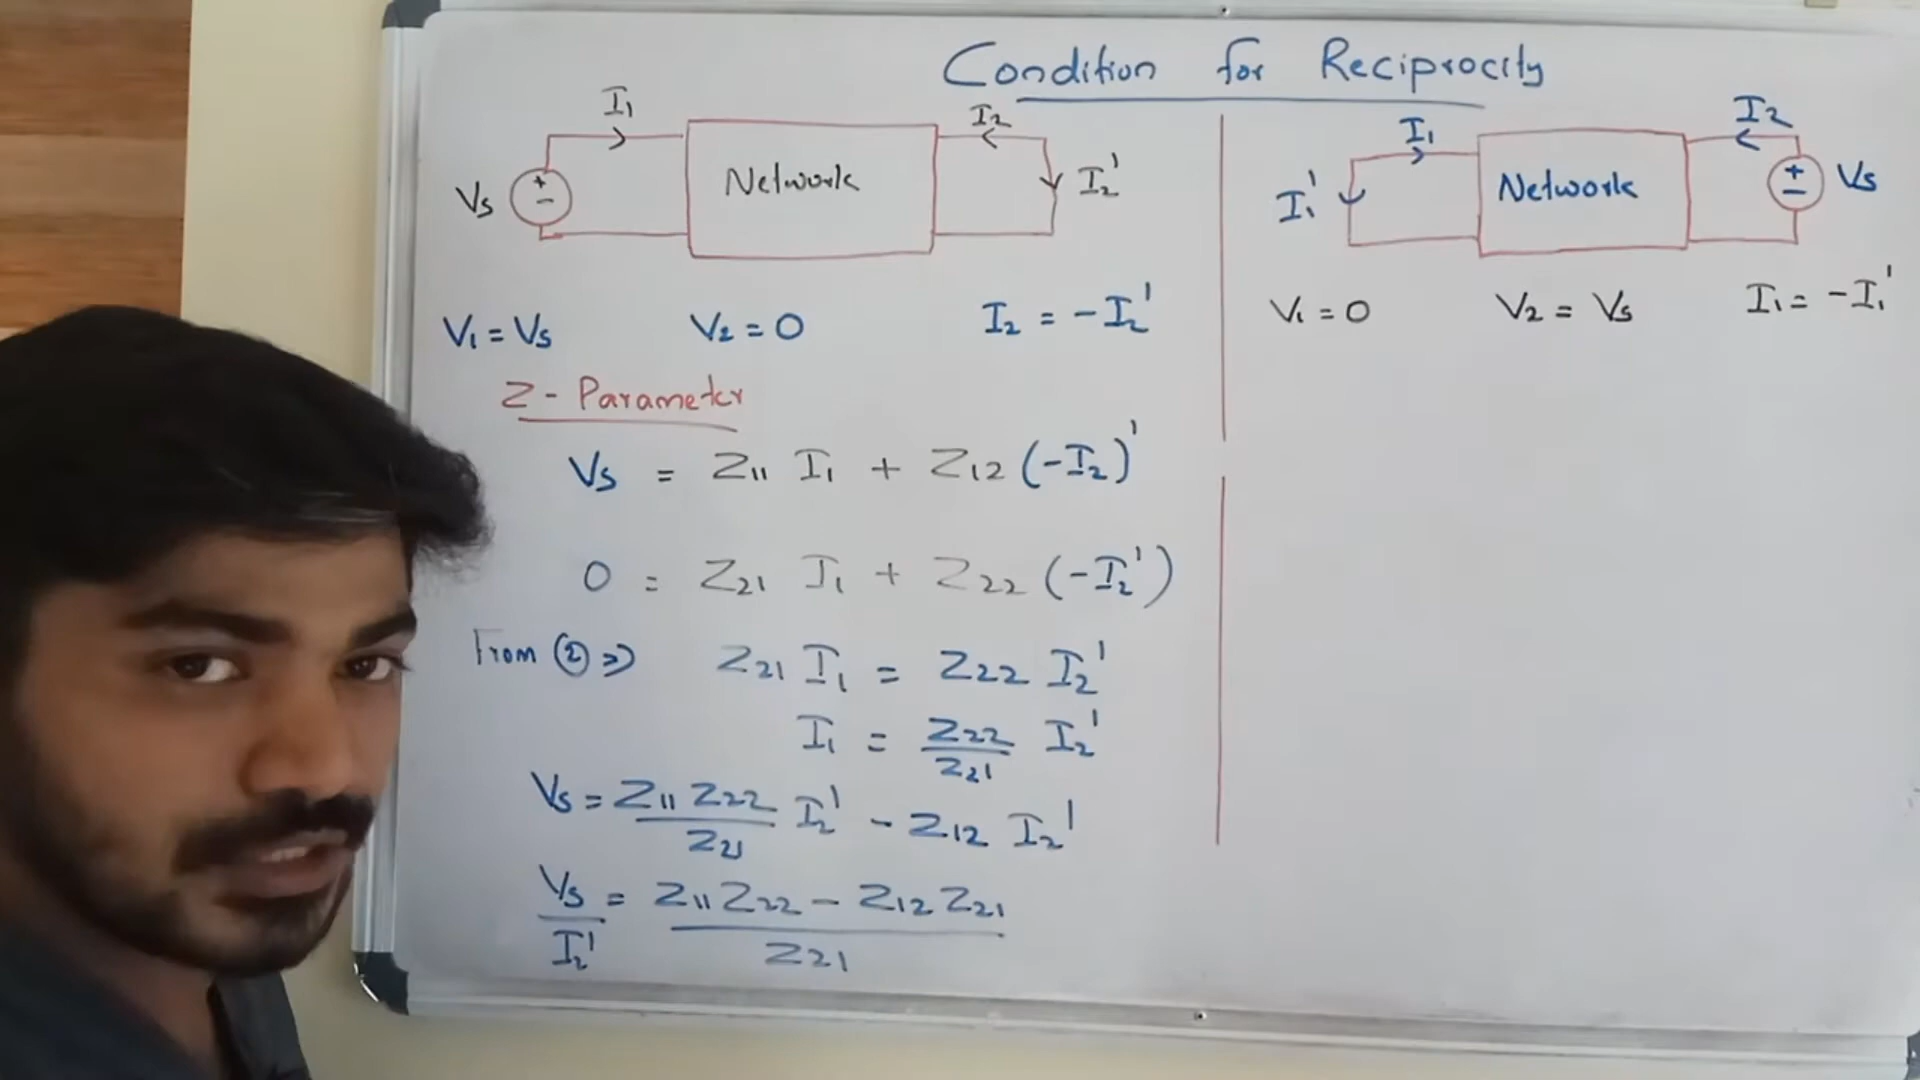 Condition for Reciprocity
I₁
I₂
Vs
+
-
Network
I₂'
V₁ = Vs
V₂ = 0
I₂ = -I₂'
Z - Parameter
Vs = Z₁₁ I₁ + Z₁₂ (-I₂)'
0 = Z₂₁ I₁ + Z₂₂ (-I₂')
From ② ⇒ Z₂₁ I₁ = Z₂₂ I₂'
I₁ = Z₂₂/Z₂₁ I₂'
Vs = Z₁₁ Z₂₂/Z₂₁ I₂' - Z₁₂ I₂'
Vs/I₂' = Z₁₁ Z₂₂ - Z₁₂ Z₂₁/Z₂₁
I₁
I₂
I₁'
Network
+
-
Vs
V₁ = 0
V₂ = Vs
I₁ = -I₁'